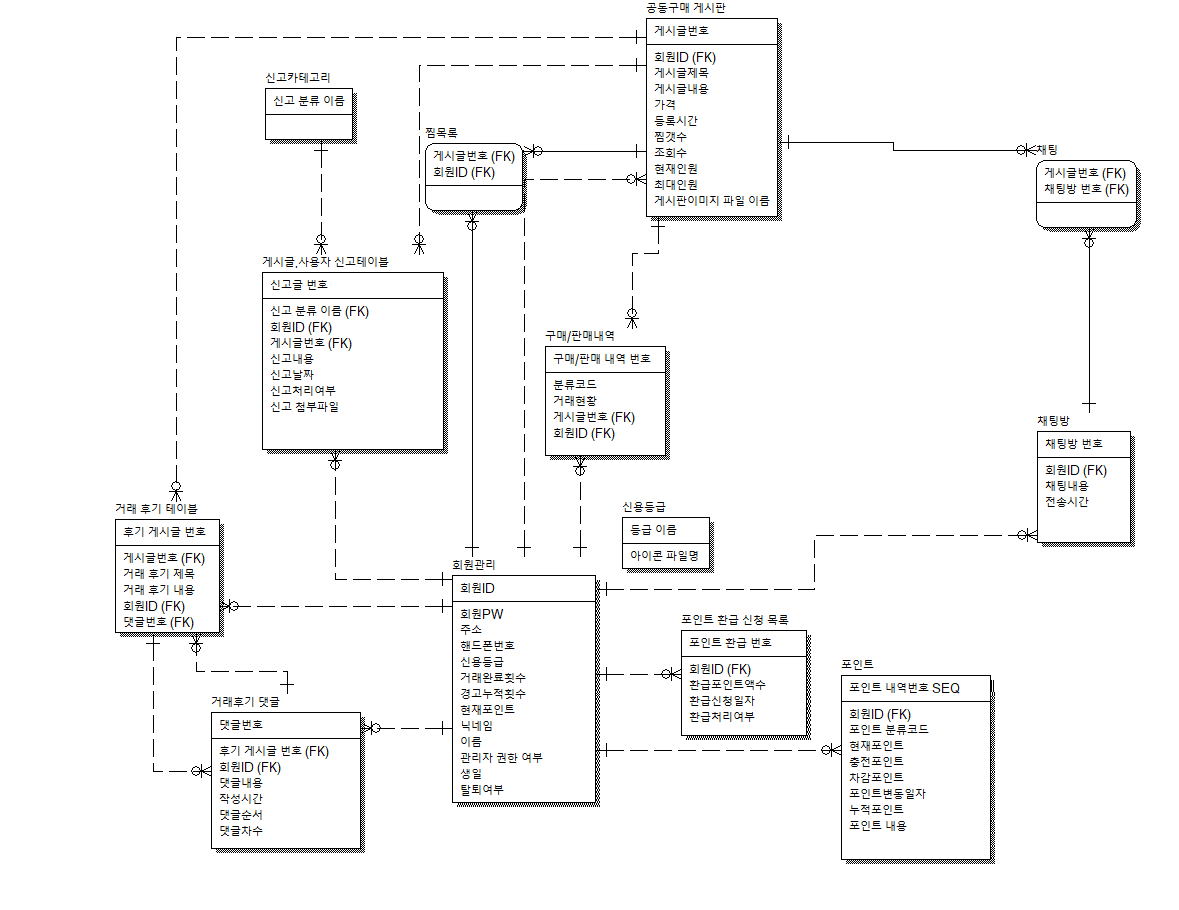 공동구매 게시판
게시글번호
회원ID (FK)
게시글제목
게시글내용
가격
등록시간
찜갯수
조회수
현재인원
최대인원
게시판이미지 파일 이름
신고카테고리
신고 분류 이름
찜목록
게시글번호 (FK)
회원ID (FK)
채팅
게시글번호 (FK)
채팅방 번호 (FK)
게시글,사용자 신고테이블
신고글 번호
신고 분류 이름 (FK)
회원ID (FK)
게시글번호 (FK)
신고내용
신고날짜
신고처리여부
신고 첨부파일
구매/판매내역
구매/판매 내역 번호
분류코드
거래현황
게시글번호 (FK)
회원ID (FK)
채팅방
채팅방 번호
회원ID (FK)
채팅내용
전송시간
거래 후기 테이블
후기 게시글 번호
게시글번호 (FK)
거래 후기 제목
거래 후기 내용
회원ID (FK)
댓글번호 (FK)
신용등급
등급 이름
아이콘 파일명
회원관리
회원ID
회원PW
주소
핸드폰번호
신용등급
거래완료횟수
경고누적횟수
현재포인트
닉네임
이름
관리자 권한 여부
생일
탈퇴여부
포인트 환급 신청 목록
포인트 환급 번호
회원ID (FK)
환급포인트액수
환급신청일자
환급처리여부
포인트
포인트 내역번호 SEQ
회원ID (FK)
포인트 분류코드
현재포인트
충전포인트
차감포인트
포인트변동일자
누적포인트
포인트 내용
거래후기 댓글
댓글번호
후기 게시글 번호 (FK)
회원ID (FK)
댓글내용
작성시간
댓글순서
댓글차수